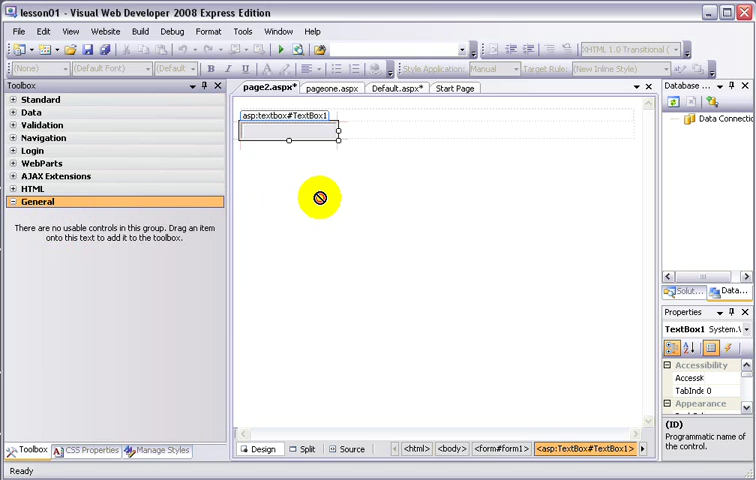 lesson01 - Visual Web Developer 2008 Express Edition
File Edit View Website Build Debug Format Tools Window Help
XHTML 1.0 Transitional (
(None) (Default Font) (Default B I U A Style Application: Manual Target Rule: (New Inline Style)
Toolbox
Standard
Data
Validation
Navigation
Login
WebParts
AJAX Extensions
HTML
General
There are no usable controls in this group. Drag an item
onto this text to add it to the toolbox.
Toolbox CSS Properties Manage Styles
page2.aspx* pageone.aspx Default.aspx* Start Page
asp:textbox#TextBox1
Design Split Source <html> <body> <form#form1> <asp:TextBox#TextBox1>
Database ...
Data Connectio
Solut... Data...
Properties
TextBox1 System.\
Accessibility
Accessk
TabInde 0
Appearance
(ID)
Programmatic name of
the control.
Ready